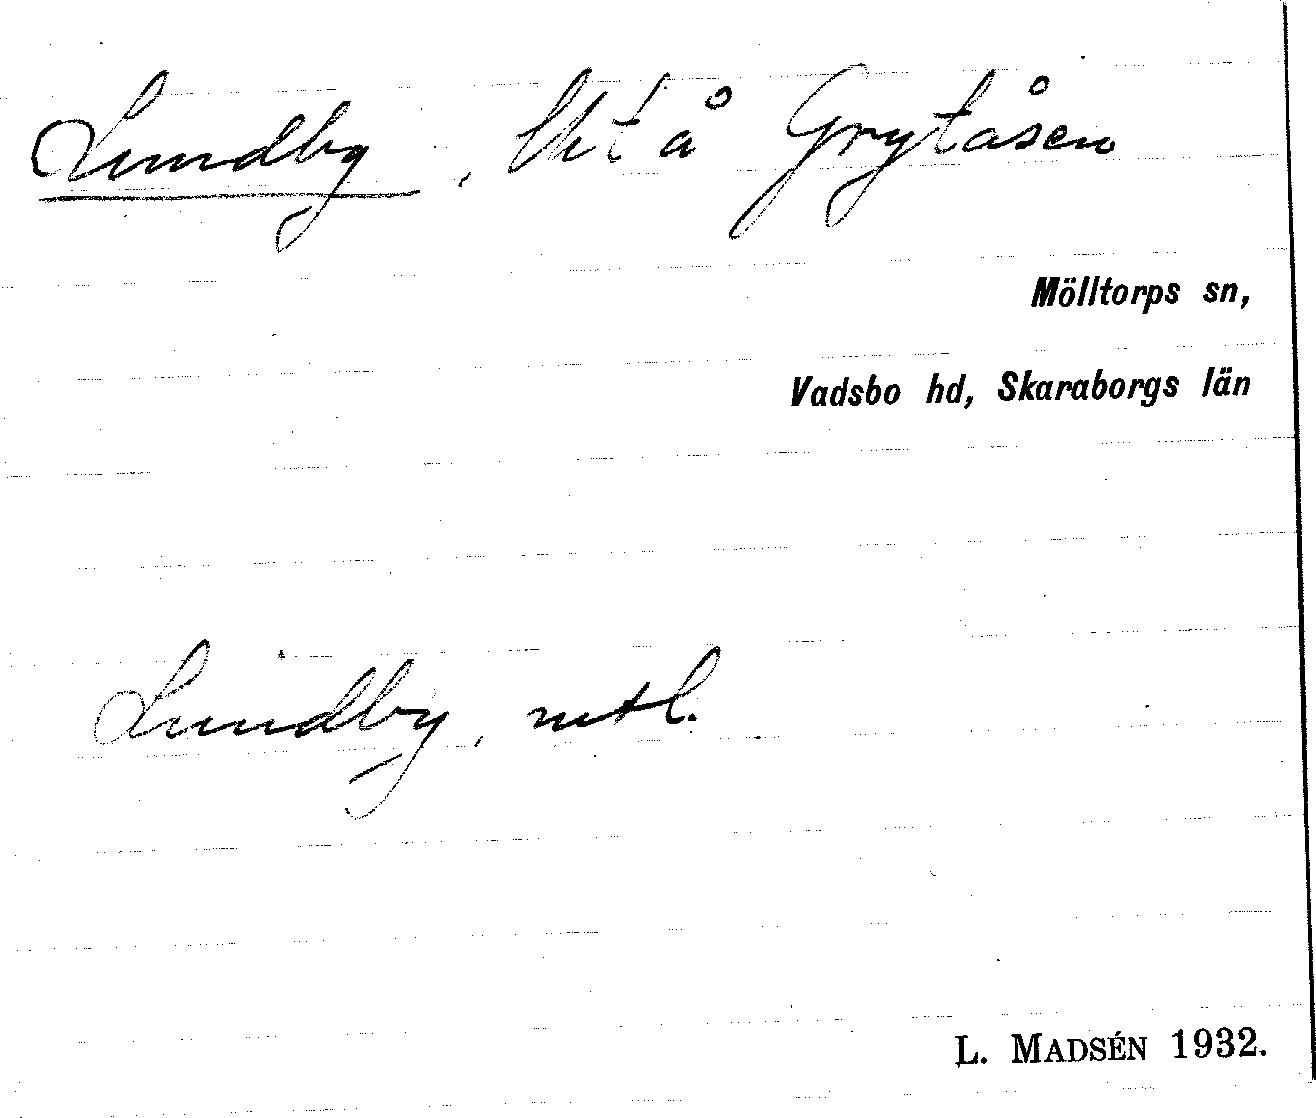 Lundby, lht å Grytåsen
Mölltorps sn,
Vadsbo hd, Skaraborgs län
Lundby, mtl.
L. MADSÉN 1932.